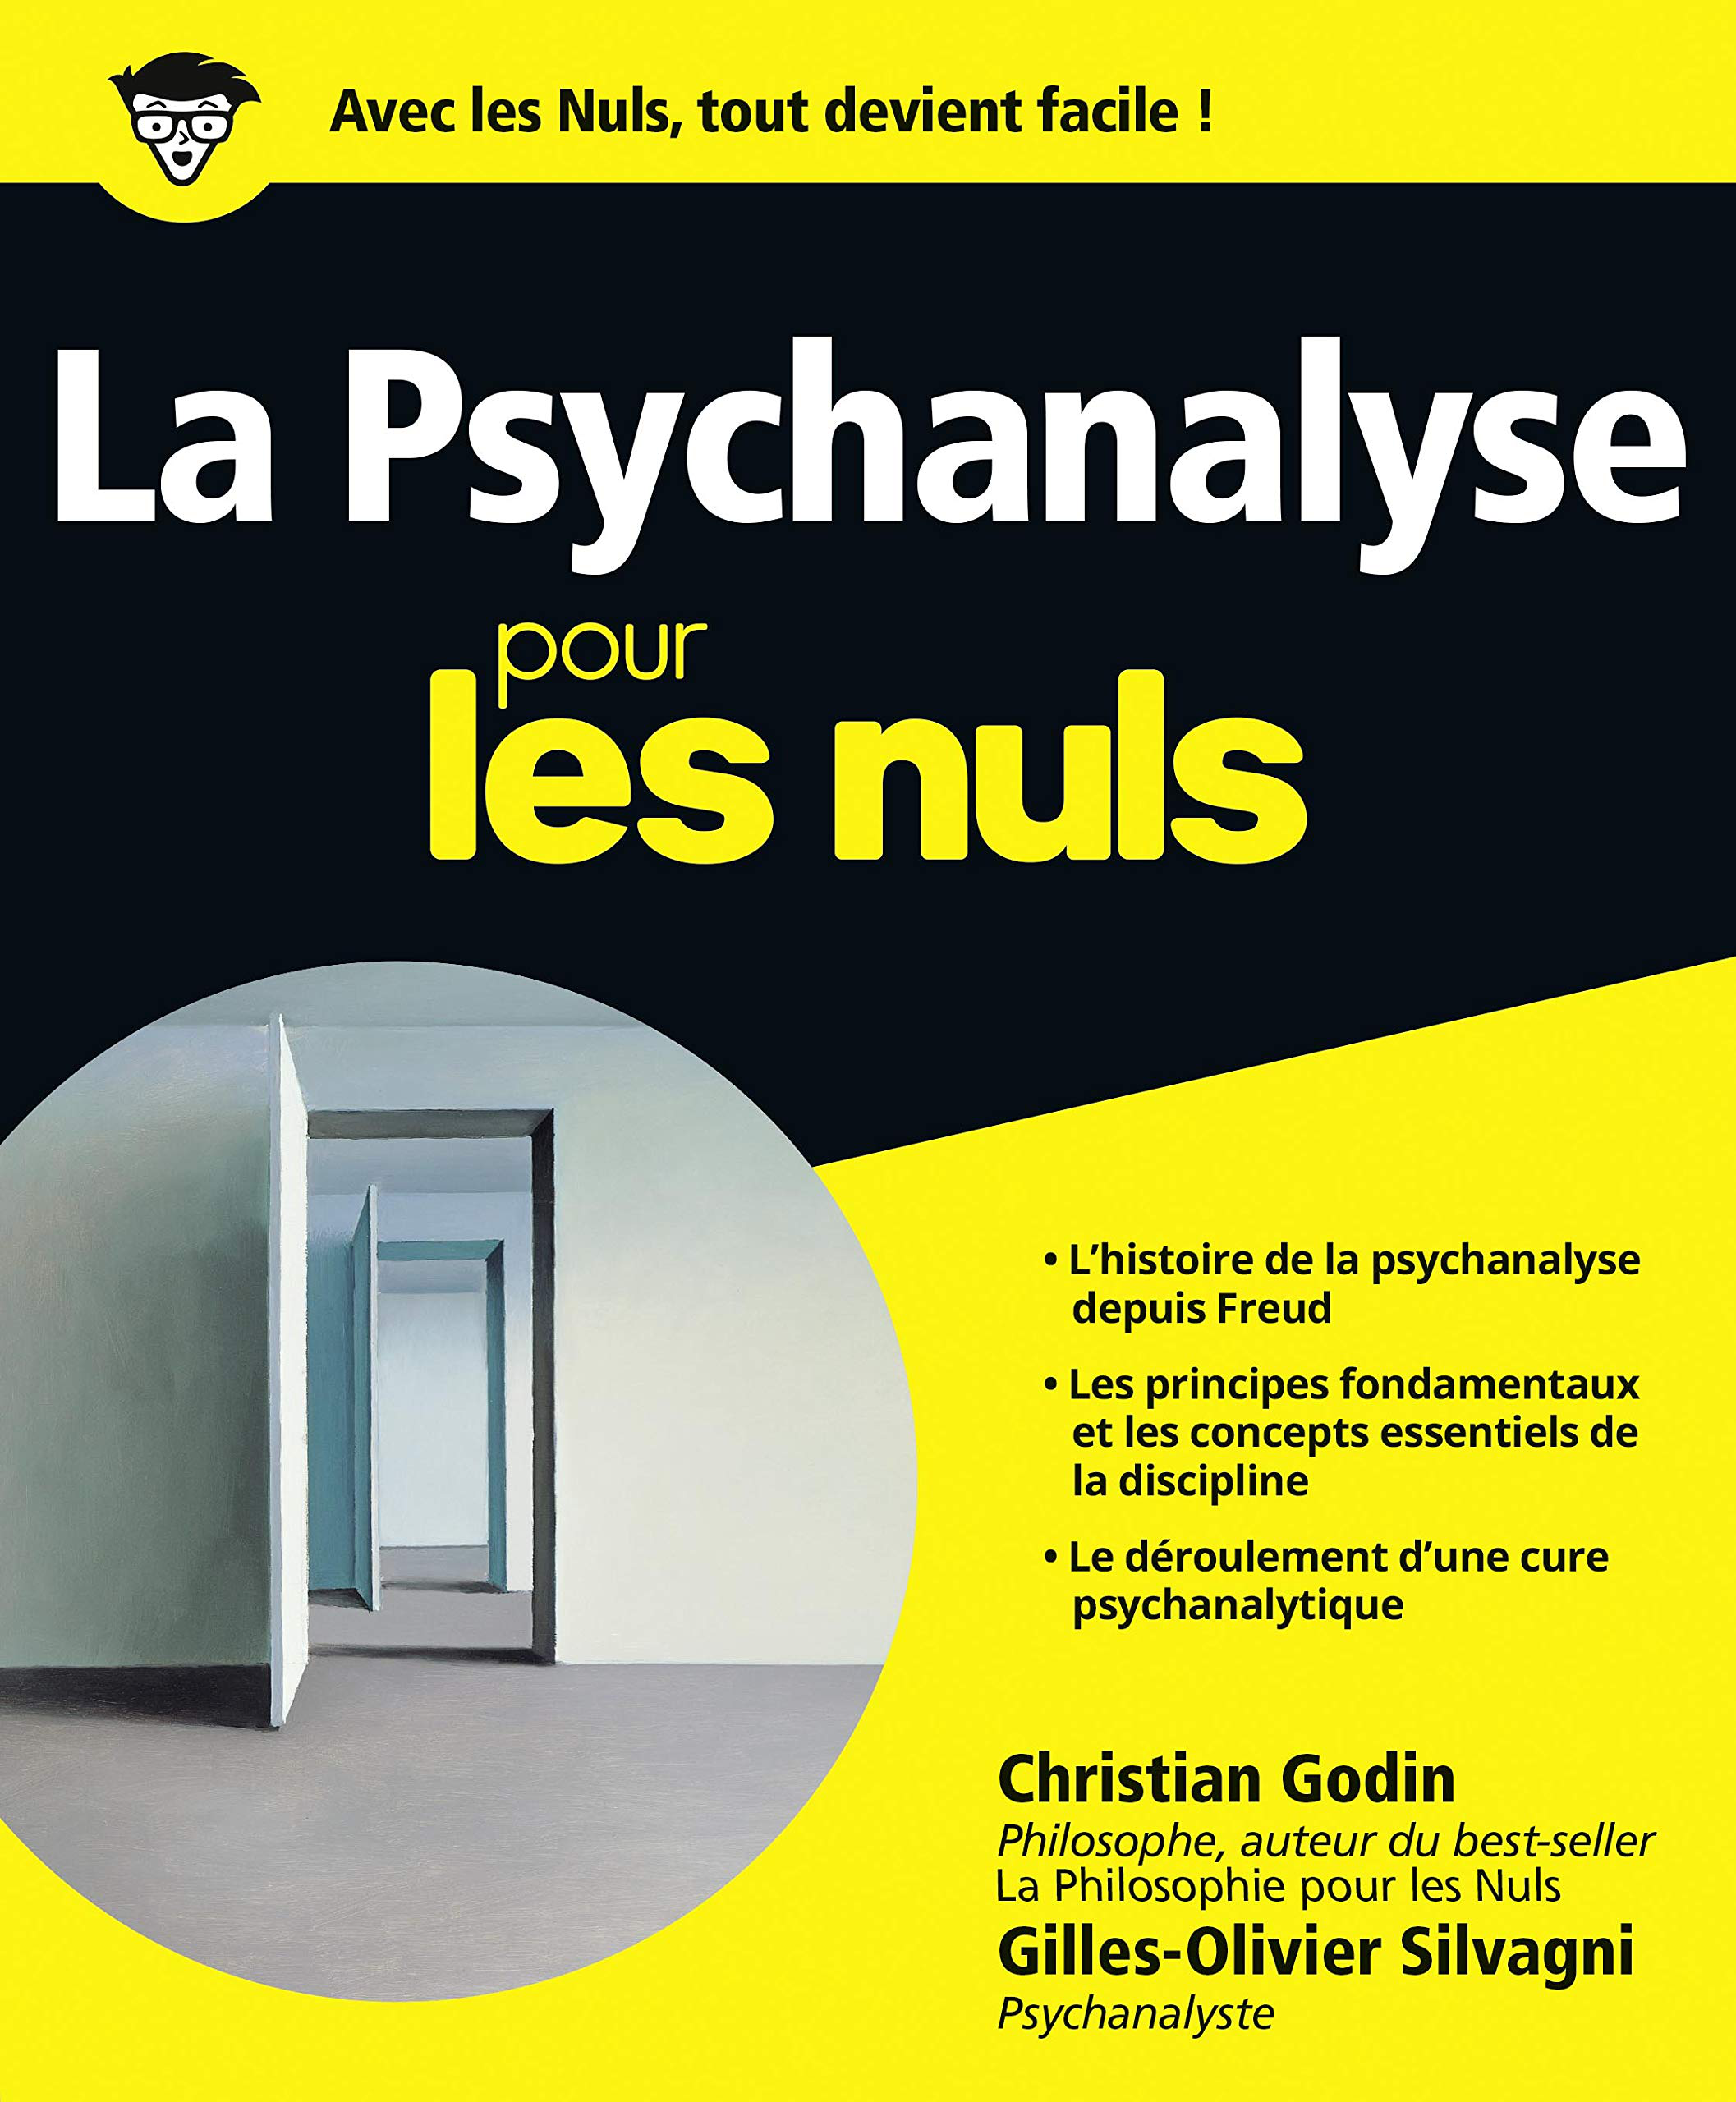 Avec les Nuls, tout devient facile !
La Psychanalyse
pour
les nuls
• L’histoire de la psychanalyse
depuis Freud
• Les principes fondamentaux
et les concepts essentiels de
la discipline
• Le déroulement d’une cure
psychanalytique
Christian Godin
Philosophe, auteur du best-seller
La Philosophie pour les Nuls
Gilles-Olivier Silvagni
Psychanalyste